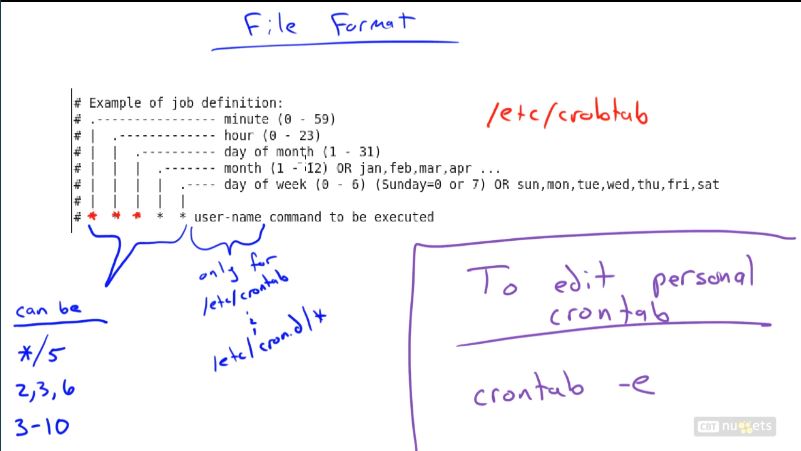 File Format
# Example of job definition:
# .---------------- minute (0 - 59)
# | .------------- hour (0 - 23)
# | | .---------- day of month (1 - 31)
# | | | .------- month (1 - 12) OR jan,feb,mar,apr ...
# | | | | .---- day of week (0 - 6) (Sunday=0 or 7) OR sun,mon,tue,wed,thu,fri,sat
# | | | | |
# * * * * * user-name command to be executed
/etc/crobtab
only for
/etc/crontab
&
/etc/cron.d/*
can be
*/5
2,3,6
3-10
To edit personal
crontab
crontab -e
CBT nuggets